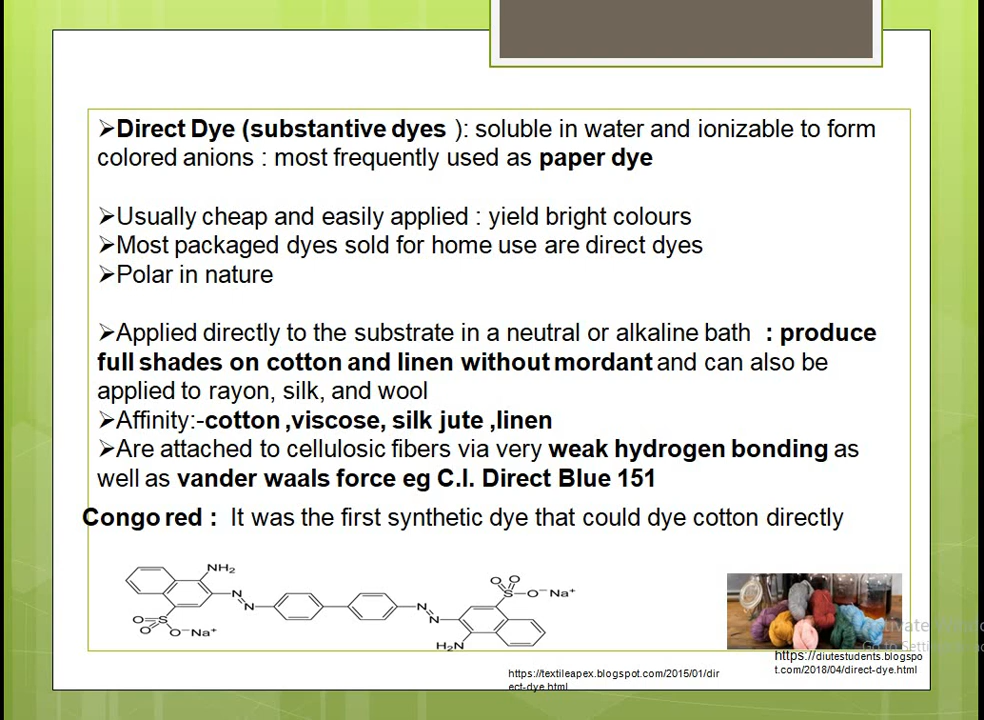 ➢Direct Dye (substantive dyes ): soluble in water and ionizable to form
colored anions : most frequently used as paper dye
➢Usually cheap and easily applied : yield bright colours
➢Most packaged dyes sold for home use are direct dyes
➢Polar in nature
➢Applied directly to the substrate in a neutral or alkaline bath : produce
full shades on cotton and linen without mordant and can also be
applied to rayon, silk, and wool
➢Affinity:-cotton ,viscose, silk jute ,linen
➢Are attached to cellulosic fibers via very weak hydrogen bonding as
well as vander waals force eg C.I. Direct Blue 151
Congo red : It was the first synthetic dye that could dye cotton directly
NH₂
N
N
O
S
O
O⁻Na⁺
O O
S
O⁻Na⁺
N
N
H₂N
https://diutestudents.blogspo
t.com/2018/04/direct-dye.html
https://textileapex.blogspot.com/2015/01/dir
ect-dye.html